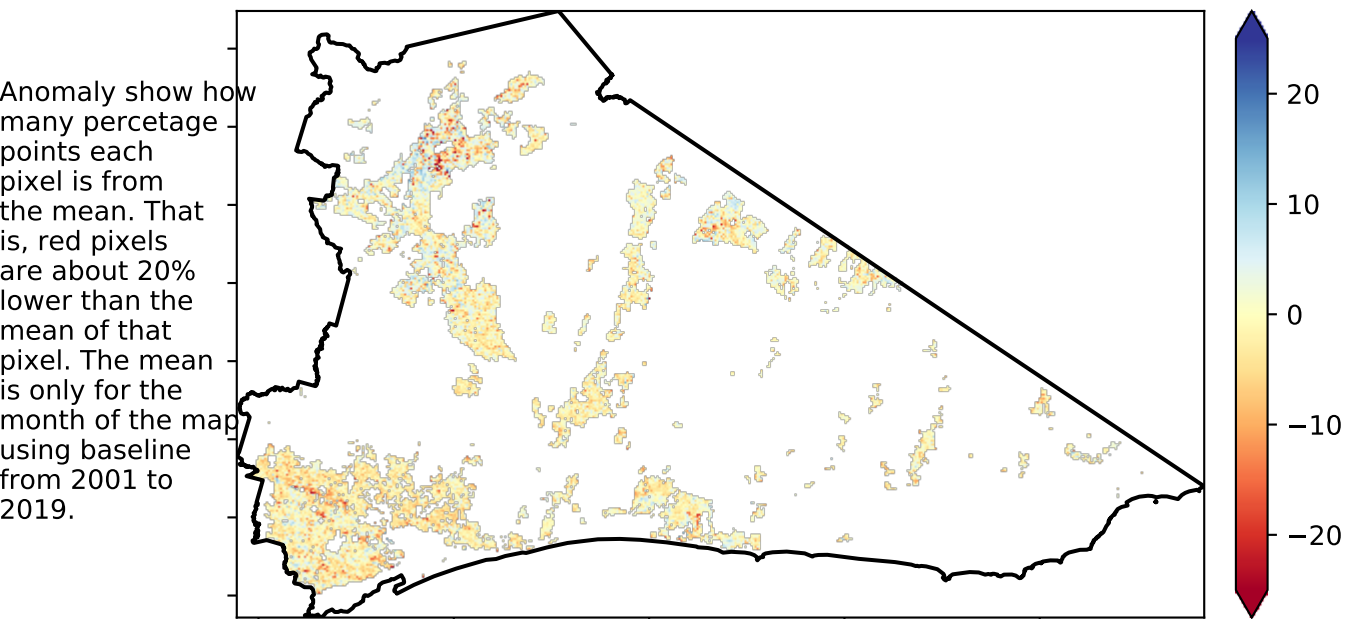 Anomaly show how
many percetage
points each
pixel is from
the mean. That
is, red pixels
are about 20%
lower than the
mean of that
pixel. The mean
is only for the
month of the map
using baseline
from 2001 to
2019.
20
10
0
−10
−20